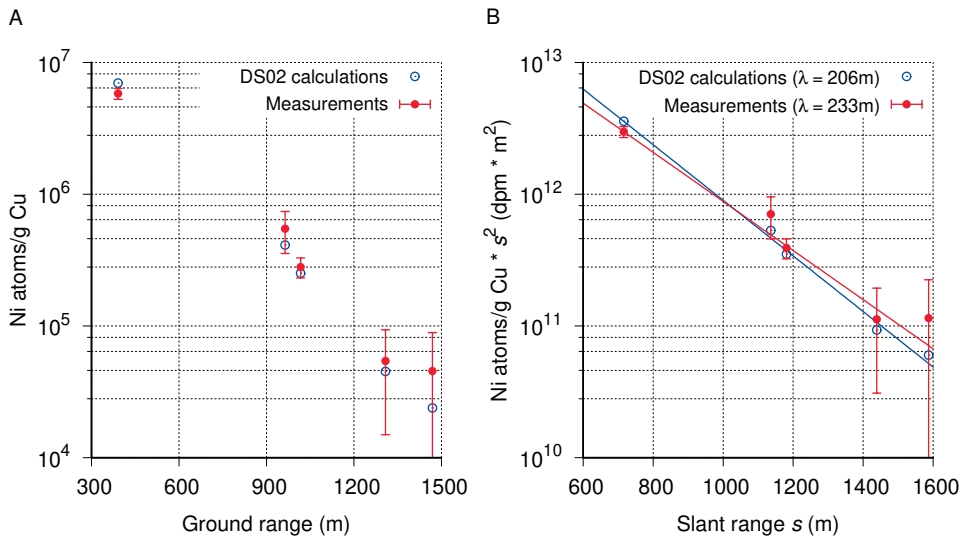 A
Ni atoms/g Cu
10^7
10^6
10^5
10^4
300
600
900
1200
1500
Ground range (m)
DS02 calculations
Measurements
B
Ni atoms/g Cu * s^2 (dpm * m^2)
10^13
10^12
10^11
10^10
600
800
1000
1200
1400
1600
Slant range s (m)
DS02 calculations (λ = 206m)
Measurements (λ = 233m)